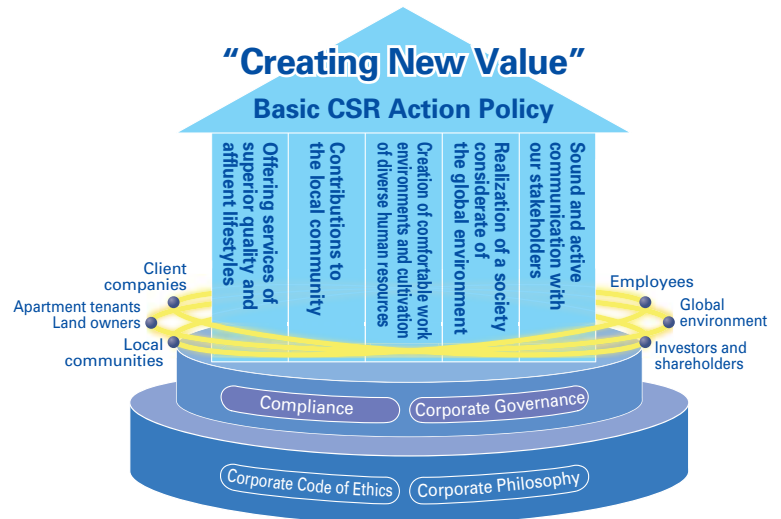 “Creating New Value”
Basic CSR Action Policy
Offering services of
superior quality and
affluent lifestyles
Contributions to
the local community
Creation of comfortable work
environments and cultivation
of diverse human resources
Realization of a society
considerate of
the global environment
Sound and active
communication with
our stakeholders
Client
companies
Apartment tenants
Land owners
Local
communities
Employees
Global
environment
Investors and
shareholders
Compliance
Corporate Governance
Corporate Code of Ethics
Corporate Philosophy